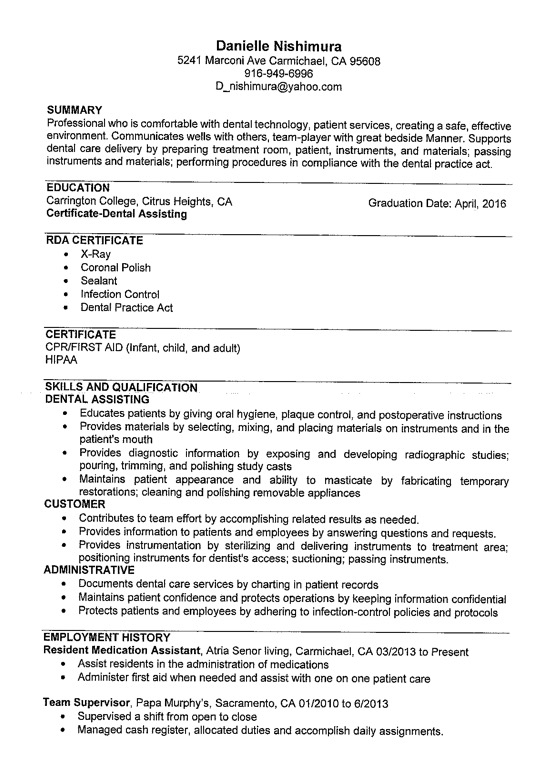 Danielle Nishimura
5241 Marconi Ave Carmichael, CA 95608
916-949-6996
D_nishimura@yahoo.com
SUMMARY
Professional who is comfortable with dental technology, patient services, creating a safe, effective
environment. Communicates wells with others, team-player with great bedside Manner. Supports
dental care delivery by preparing treatment room, patient, instruments, and materials; passing
instruments and materials; performing procedures in compliance with the dental practice act.
EDUCATION
Carrington College, Citrus Heights, CA Graduation Date: April, 2016
Certificate-Dental Assisting
RDA CERTIFICATE
• X-Ray
• Coronal Polish
• Sealant
• Infection Control
• Dental Practice Act
CERTIFICATE
CPR/FIRST AID (Infant, child, and adult)
HIPAA
SKILLS AND QUALIFICATION
DENTAL ASSISTING
• Educates patients by giving oral hygiene, plaque control, and postoperative instructions
• Provides materials by selecting, mixing, and placing materials on instruments and in the
patient's mouth
• Provides diagnostic information by exposing and developing radiographic studies;
pouring, trimming, and polishing study casts
• Maintains patient appearance and ability to masticate by fabricating temporary
restorations; cleaning and polishing removable appliances
CUSTOMER
• Contributes to team effort by accomplishing related results as needed.
• Provides information to patients and employees by answering questions and requests.
• Provides instrumentation by sterilizing and delivering instruments to treatment area;
positioning instruments for dentist's access; suctioning; passing instruments.
ADMINISTRATIVE
• Documents dental care services by charting in patient records
• Maintains patient confidence and protects operations by keeping information confidential
• Protects patients and employees by adhering to infection-control policies and protocols
EMPLOYMENT HISTORY
Resident Medication Assistant, Atria Senor living, Carmichael, CA 03/2013 to Present
• Assist residents in the administration of medications
• Administer first aid when needed and assist with one on one patient care
Team Supervisor, Papa Murphy's, Sacramento, CA 01/2010 to 6/2013
• Supervised a shift from open to close
• Managed cash register, allocated duties and accomplish daily assignments.